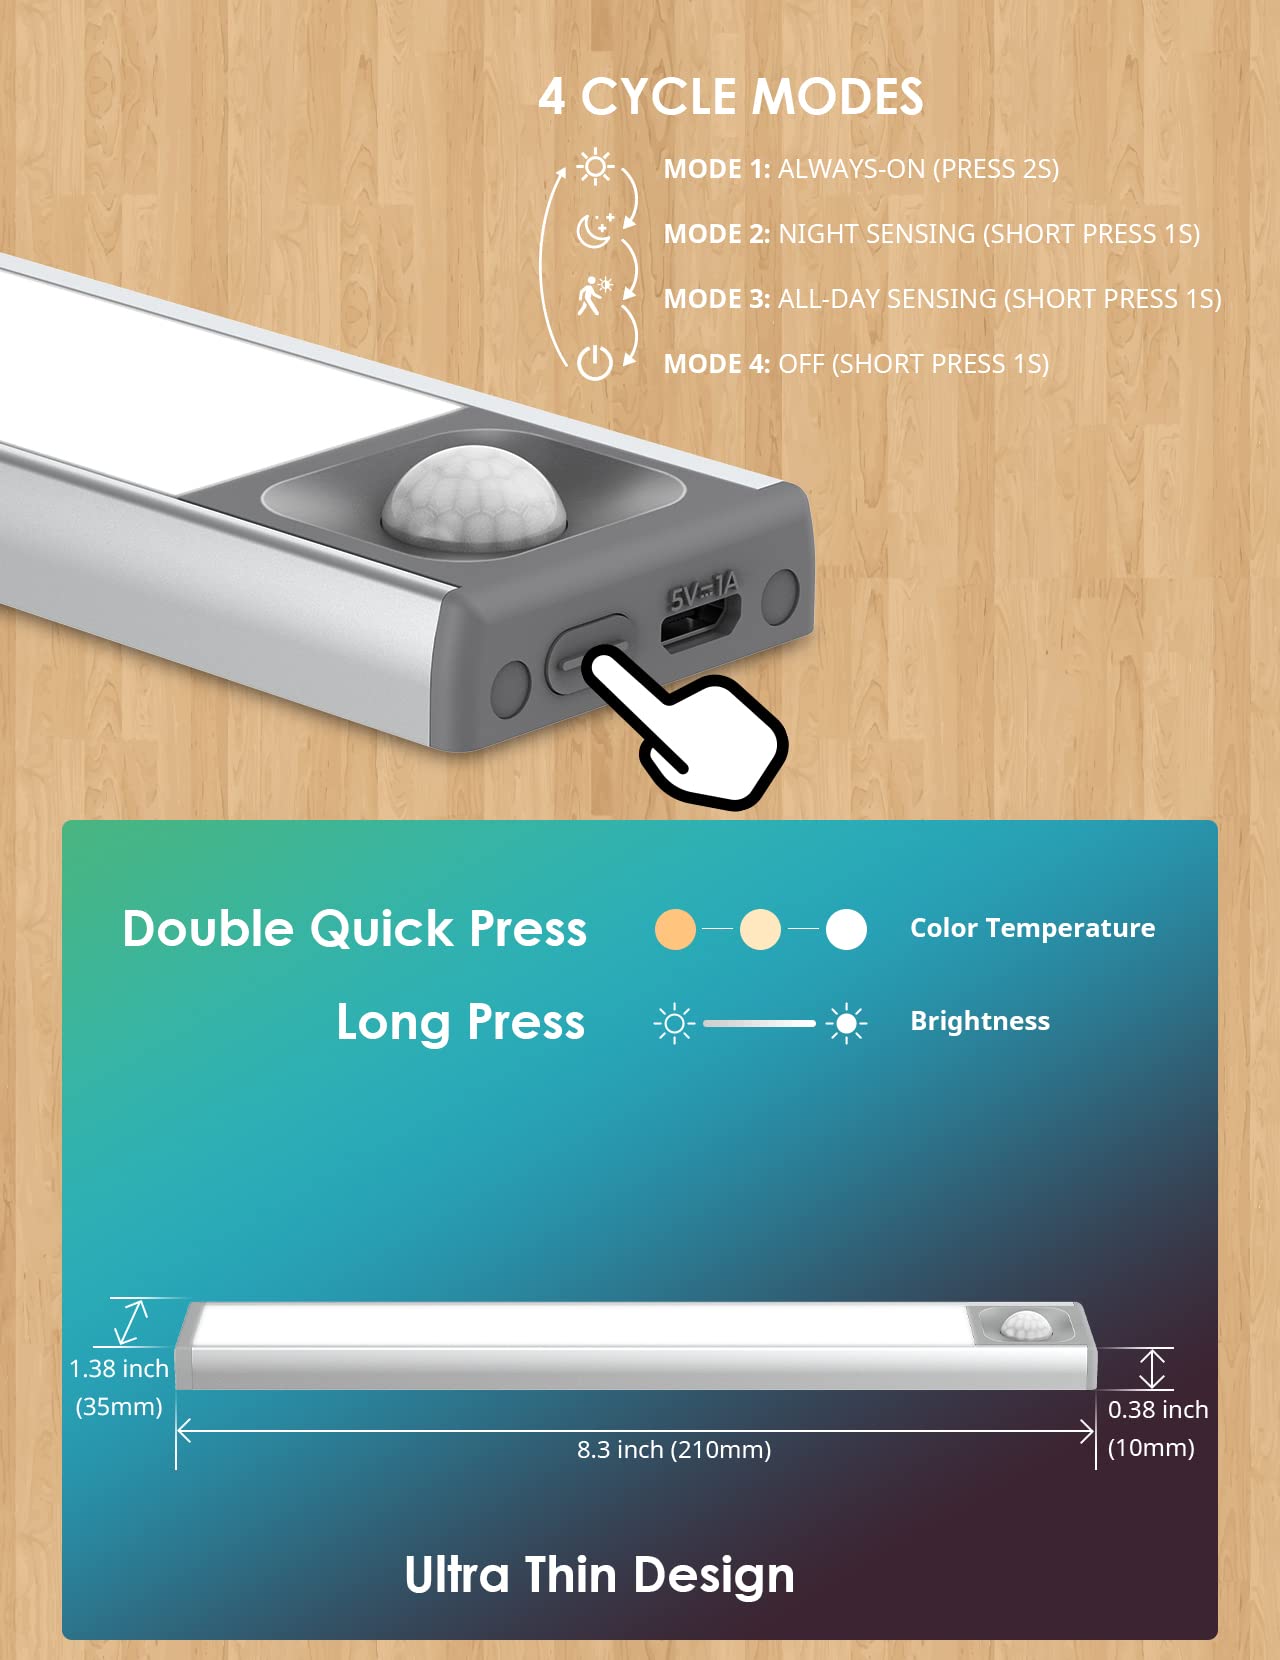 4 CYCLE MODES
MODE 1: ALWAYS-ON (PRESS 2S)
MODE 2: NIGHT SENSING (SHORT PRESS 1S)
MODE 3: ALL-DAY SENSING (SHORT PRESS 1S)
MODE 4: OFF (SHORT PRESS 1S)
5V⎓1A
Double Quick Press Color Temperature
Long Press Brightness
1.38 inch
(35mm)
0.38 inch
(10mm)
8.3 inch (210mm)
Ultra Thin Design